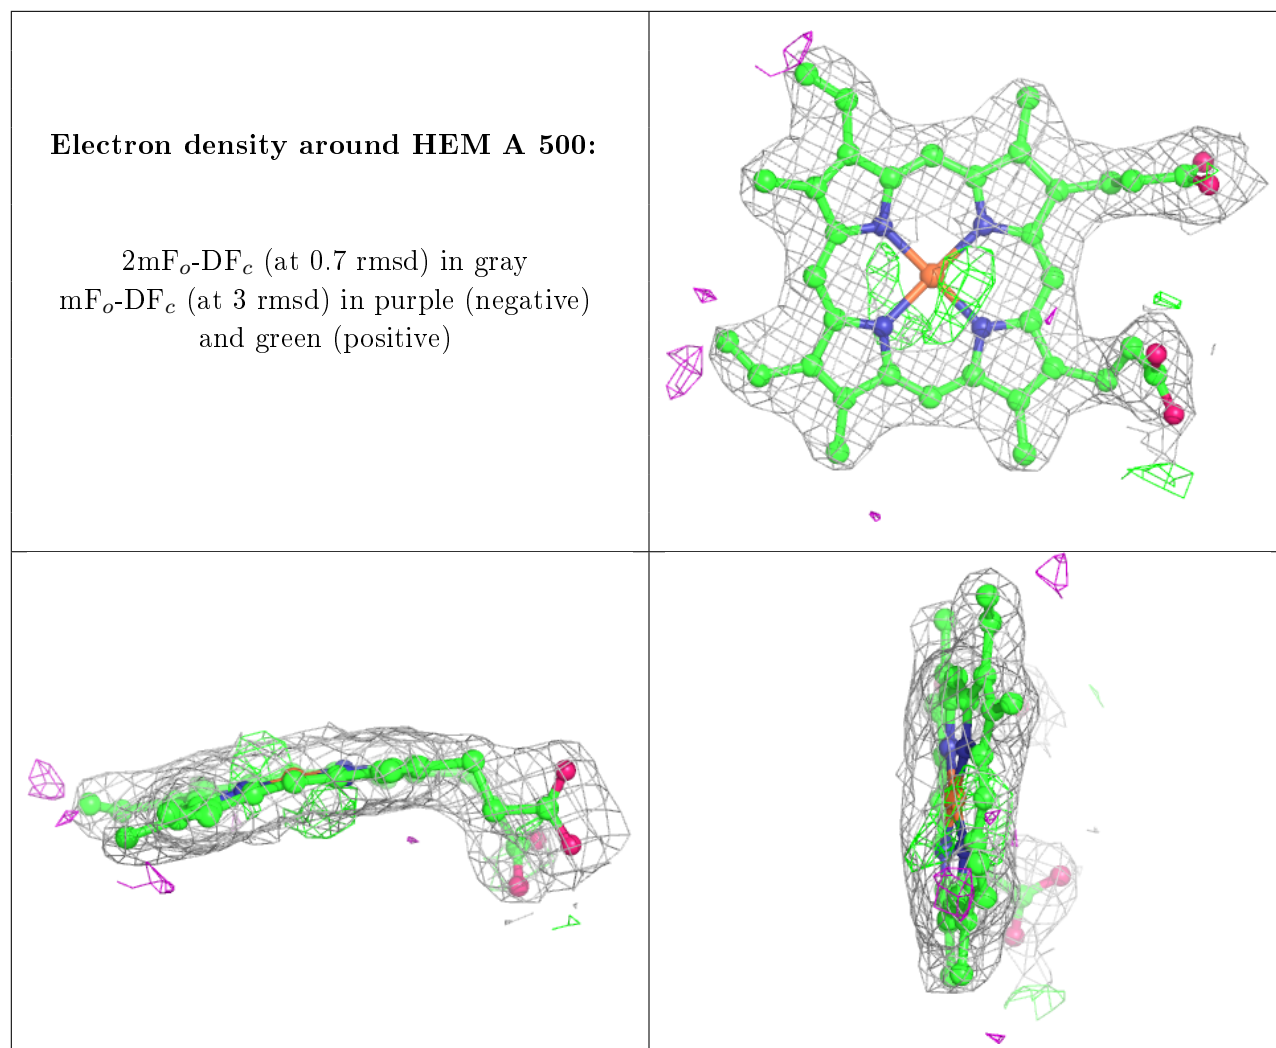 Electron density around HEM A 500:
2mFₒ-DF𝒸 (at 0.7 rmsd) in gray
mFₒ-DF𝒸 (at 3 rmsd) in purple (negative)
and green (positive)